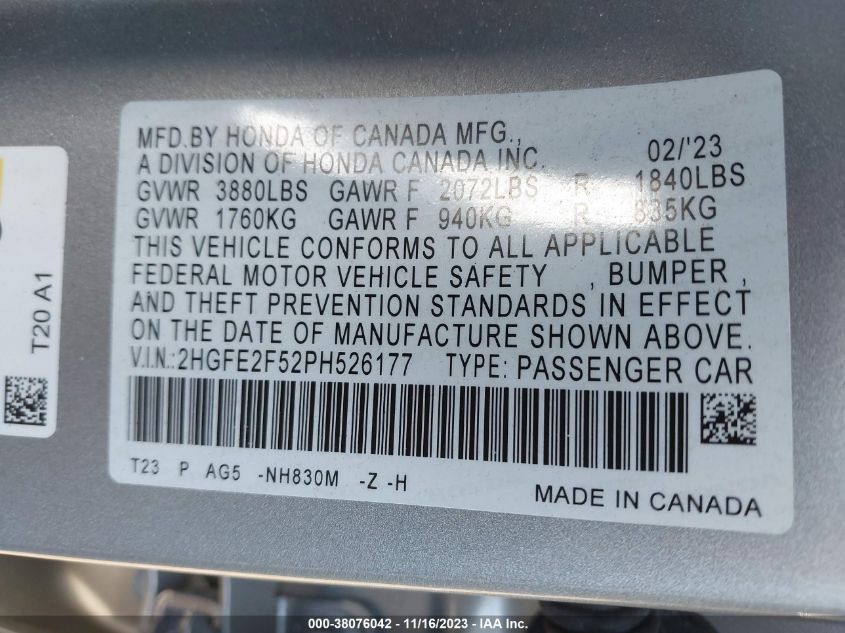 MFD.BY HONDA OF CANADA MFG.,
A DIVISION OF HONDA CANADA INC. 02/'23
GVWR 3880LBS GAWR F 2072LBS R 1840LBS
GVWR 1760KG GAWR F 940KG R 835KG
THIS VEHICLE CONFORMS TO ALL APPLICABLE
FEDERAL MOTOR VEHICLE SAFETY , BUMPER ,
AND THEFT PREVENTION STANDARDS IN EFFECT
ON THE DATE OF MANUFACTURE SHOWN ABOVE.
V.I.N.:2HGFE2F52PH526177 TYPE: PASSENGER CAR
T23 P AG5 -NH830M -Z -H
MADE IN CANADA
T20 A1
000-38076042 - 11/16/2023 - IAA Inc.